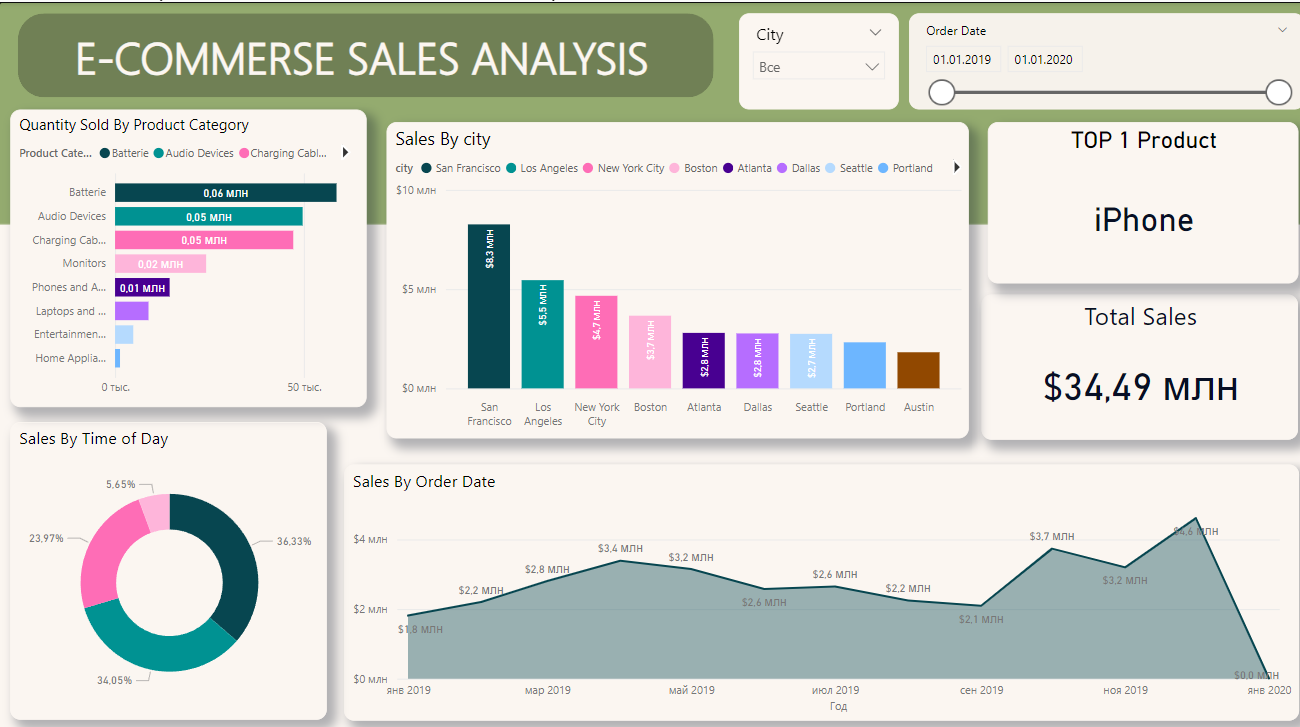 E-COMMERSE SALES ANALYSIS
City
Все
Order Date
01.01.2019 01.01.2020
Quantity Sold By Product Category
Product Cate... Batterie Audio Devices Charging Cabl...
Batterie 0,06 МЛН
Audio Devices 0,05 МЛН
Charging Cab... 0,05 МЛН
Monitors 0,02 МЛН
Phones and A... 0,01 МЛН
Laptops and ...
Entertainmen...
Home Applia...
0 тыс. 50 тыс.
Sales By city
city San Francisco Los Angeles New York City Boston Atlanta Dallas Seattle Portland
$10 млн
$5 млн
$0 млн
$8,3 млн
$5,5 млн
$4,7 млн
$3,7 млн
$2,8 млн
$2,8 млн
$2,7 млн
San Francisco
Los Angeles
New York City
Boston
Atlanta
Dallas
Seattle
Portland
Austin
TOP 1 Product
iPhone
Total Sales
$34,49 млн
Sales By Time of Day
5,65%
23,97%
36,33%
34,05%
Sales By Order Date
$4 млн
$2 млн
$0 млн
$1,8 млн
$2,2 млн
$2,8 млн
$3,4 млн
$3,2 млн
$2,6 млн
$2,6 млн
$2,2 млн
$2,1 млн
$3,7 млн
$3,2 млн
$4,6 млн
$0,0 млн
янв 2019 мар 2019 май 2019 июл 2019 сен 2019 ноя 2019 янв 2020
Год